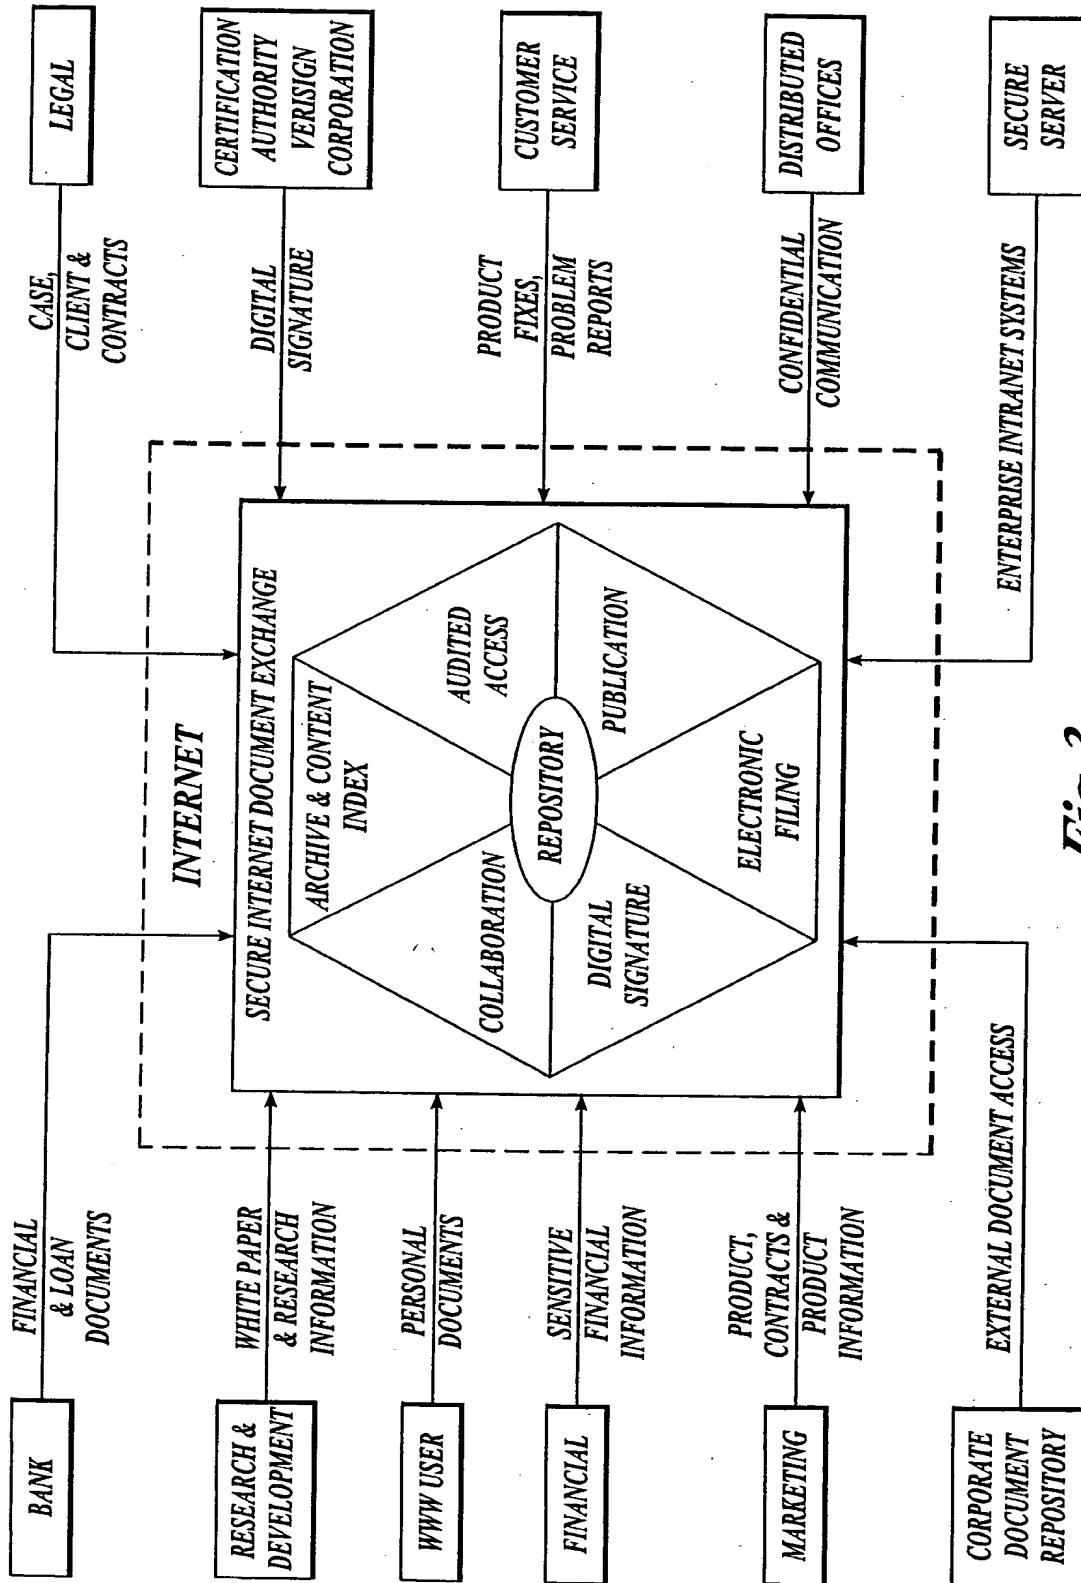 BANK
FINANCIAL
& LOAN
DOCUMENTS
INTERNET
CASE,
CLIENT &
CONTRACTS
LEGAL
RESEARCH &
DEVELOPMENT
WHITE PAPER
& RESEARCH
INFORMATION
SECURE INTERNET DOCUMENT EXCHANGE
ARCHIVE & CONTENT
INDEX
DIGITAL
SIGNATURE
CERTIFICATION
AUTHORITY
VERISIGN
CORPORATION
WWW USER
PERSONAL
DOCUMENTS
COLLABORATION
AUDITED
ACCESS
REPOSITORY
FINANCIAL
SENSITIVE
FINANCIAL
INFORMATION
DIGITAL
SIGNATURE
PUBLICATION
PRODUCT
FIXES,
PROBLEM
REPORTS
CUSTOMER
SERVICE
MARKETING
PRODUCT,
CONTRACTS &
PRODUCT
INFORMATION
ELECTRONIC
FILING
CONFIDENTIAL
COMMUNICATION
DISTRIBUTED
OFFICES
CORPORATE
DOCUMENT
REPOSITORY
EXTERNAL DOCUMENT ACCESS
ENTERPRISE INTRANET SYSTEMS
SECURE
SERVER